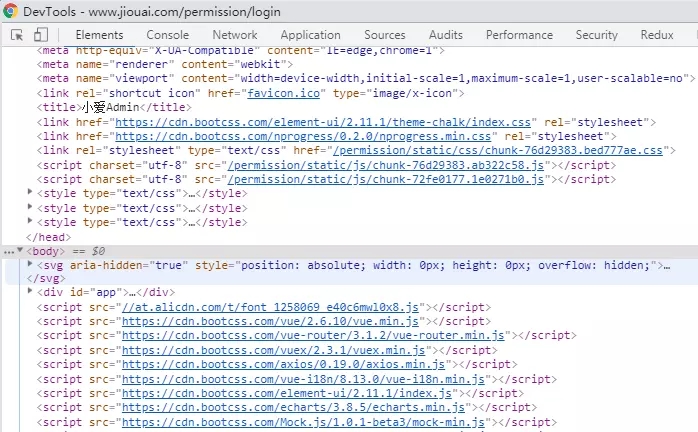 DevTools - www.jiouai.com/permission/login
Elements Sources Network Performance Memory Application Security Redux
<meta http-equiv="X-UA-Compatible" content="IE=edge,chrome=1">
<meta name="renderer" content="webkit">
<meta name="viewport" content="width=device-width,initial-scale=1,maximum-scale=1,user-scalable=no">
<link rel="shortcut icon" href="favicon.ico" type="image/x-icon">
<title>小爱Admin</title>
<link href="https://cdn.bootcss.com/element-ui/2.11.1/theme-chalk/index.css" rel="stylesheet">
<link href="https://cdn.bootcss.com/nprogress/0.2.0/nprogress.min.css" rel="stylesheet">
<link rel="stylesheet" type="text/css" href="/permission/static/css/chunk-76d29383.bed777ae.css">
<script charset="utf-8" src="/permission/static/js/chunk-76d29383.ab322c58.js"></script>
<script charset="utf-8" src="/permission/static/js/chunk-72fe0177.1e0271b0.js"></script>
<style type="text/css">…</style>
<style type="text/css">…</style>
<style type="text/css">…</style>
</head>
<body> == $0
<svg aria-hidden="true" style="position: absolute; width: 0px; height: 0px; overflow: hidden;">…
</svg>
<div id="app">…</div>
<script src="//at.alicdn.com/t/font_1258069_e40c6mwl0x8.js"></script>
<script src="https://cdn.bootcss.com/vue/2.6.10/vue.min.js"></script>
<script src="https://cdn.bootcss.com/vue-router/3.1.2/vue-router.min.js"></script>
<script src="https://cdn.bootcss.com/vuex/2.3.1/vuex.min.js"></script>
<script src="https://cdn.bootcss.com/axios/0.19.0/axios.min.js"></script>
<script src="https://cdn.bootcss.com/vue-i18n/8.13.0/vue-i18n.min.js"></script>
<script src="https://cdn.bootcss.com/element-ui/2.11.1/index.js"></script>
<script src="https://cdn.bootcss.com/echarts/3.8.5/echarts.min.js"></script>
<script src="https://cdn.bootcss.com/Mock.js/1.0.1-beta3/mock-min.js"></script>